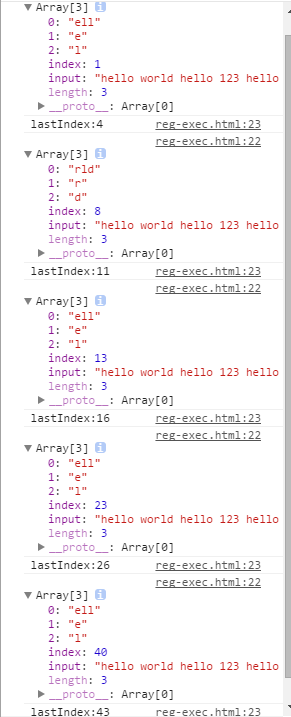 ▼ Array[3] i
0: "ell"
1: "e"
2: "l"
index: 1
input: "hello world hello 123 hello
length: 3
▶ __proto__: Array[0]
lastIndex:4 reg-exec.html:23
reg-exec.html:22
▼ Array[3] i
0: "rld"
1: "r"
2: "d"
index: 8
input: "hello world hello 123 hello
length: 3
▶ __proto__: Array[0]
lastIndex:11 reg-exec.html:23
reg-exec.html:22
▼ Array[3] i
0: "ell"
1: "e"
2: "l"
index: 13
input: "hello world hello 123 hello
length: 3
▶ __proto__: Array[0]
lastIndex:16 reg-exec.html:23
reg-exec.html:22
▼ Array[3] i
0: "ell"
1: "e"
2: "l"
index: 23
input: "hello world hello 123 hello
length: 3
▶ __proto__: Array[0]
lastIndex:26 reg-exec.html:23
reg-exec.html:22
▼ Array[3] i
0: "ell"
1: "e"
2: "l"
index: 40
input: "hello world hello 123 hello
length: 3
▶ __proto__: Array[0]
lastIndex:43 reg-exec.html:23